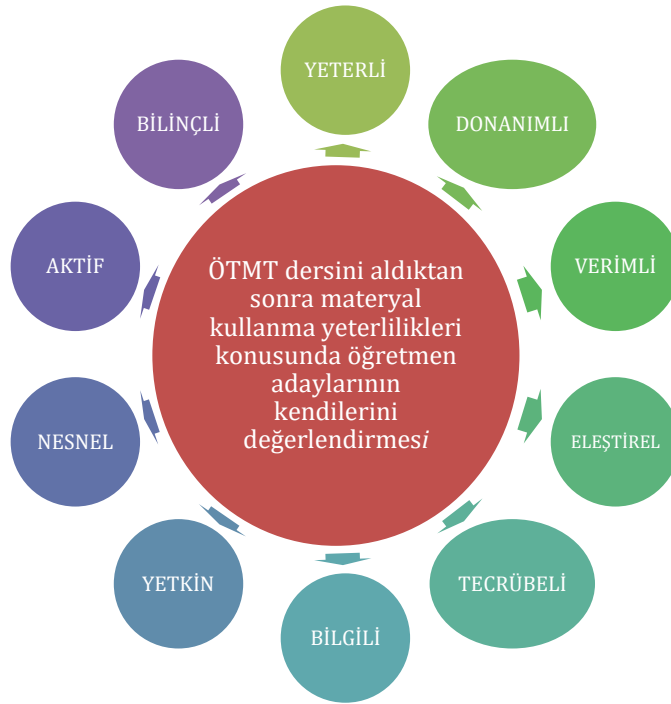 YETERLİ
DONANIMLI
VERİMLİ
ELEŞTİREL
TECRÜBELİ
BİLGİLİ
YETKİN
NESNEL
AKTİF
BİLİNÇLİ
ÖTMT dersini aldıktan
sonra materyal
kullanma yeterlilikleri
konusunda öğretmen
adaylarının
kendilerini
değerlendirmesi